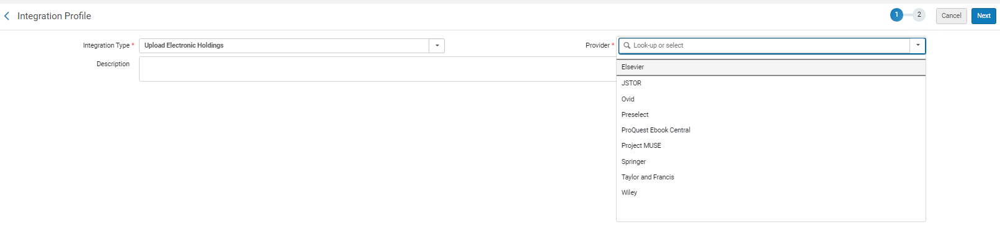 Integration Profile
1
2
Cancel
Next
Integration Type *
Upload Electronic Holdings
Provider *
Look-up or select
Description
Elsevier
JSTOR
Ovid
Preselect
ProQuest Ebook Central
Project MUSE
Springer
Taylor and Francis
Wiley